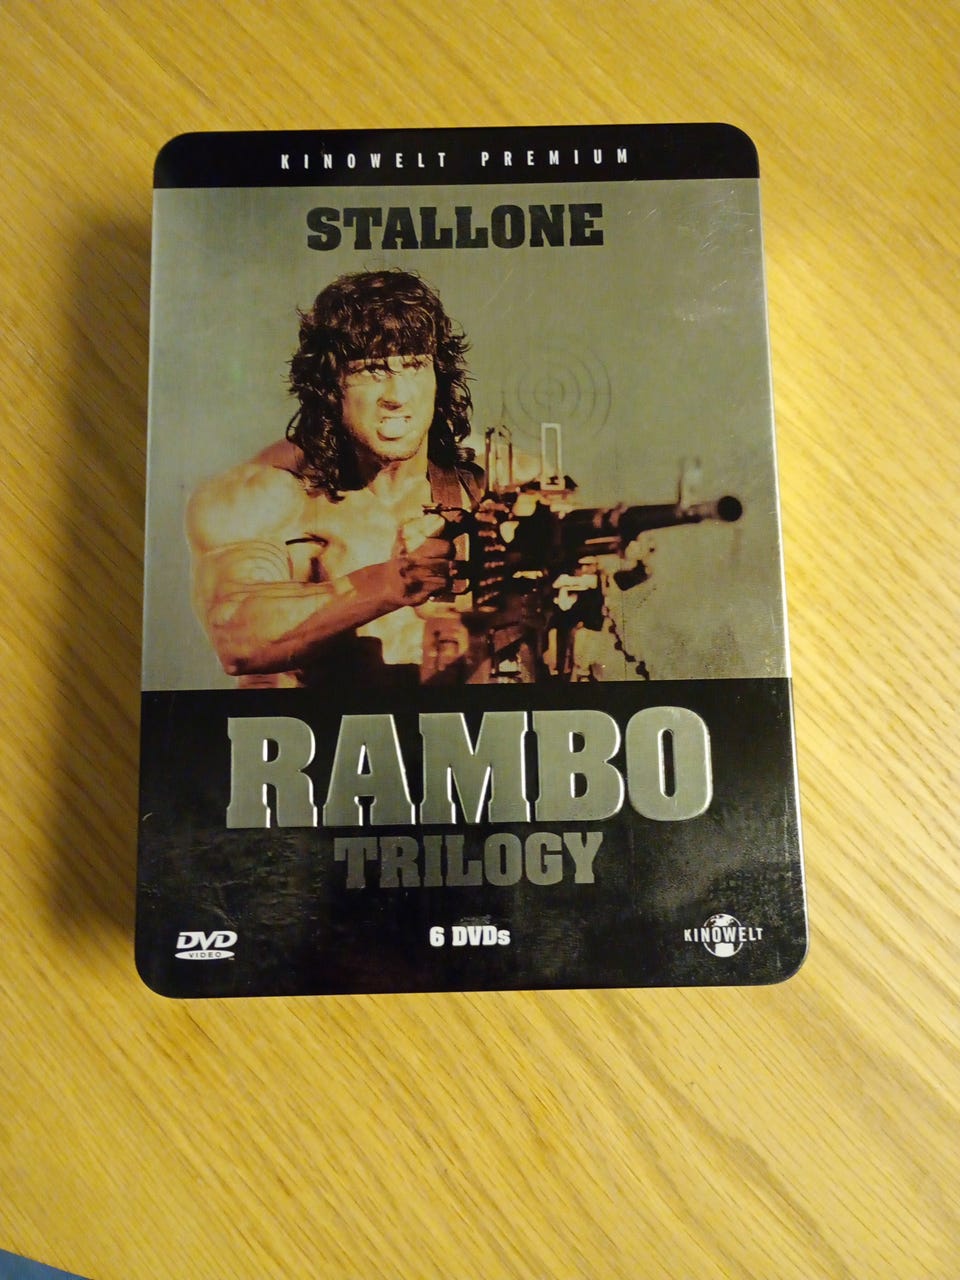 KINOWELT PREMIUM
STALLONE
RAMBO
TRILOGY
DVD
VIDEO
6 DVDs
KINOWELT